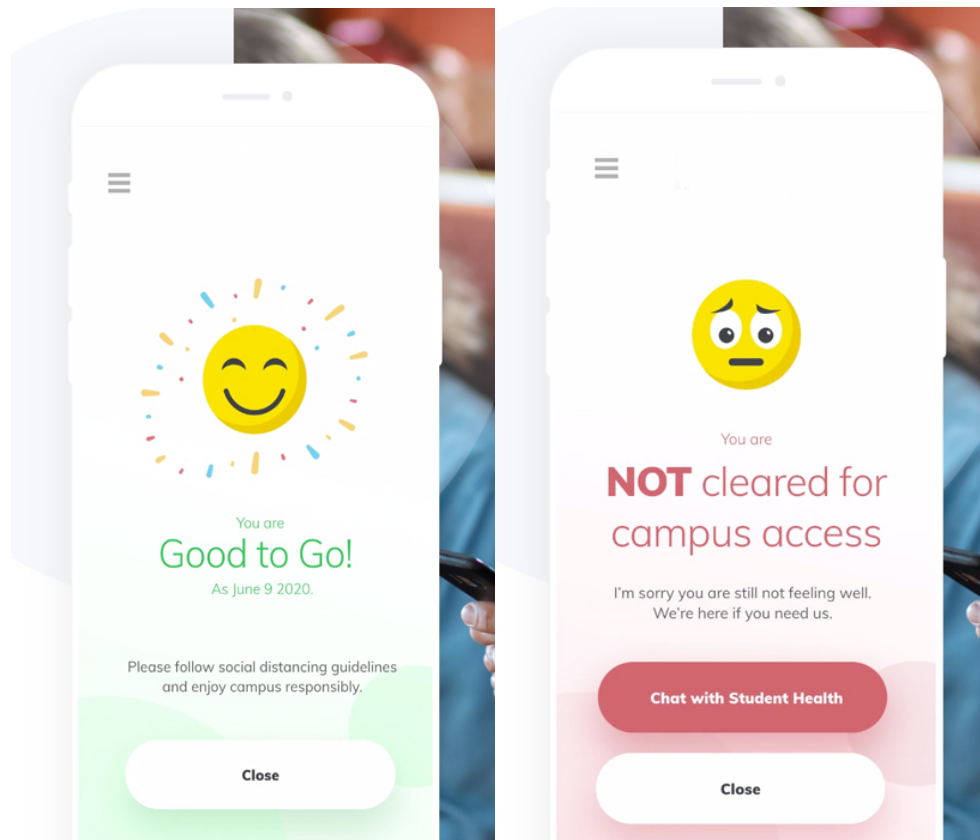 You are
Good to Go!
As June 9 2020.
Please follow social distancing guidelines
and enjoy campus responsibly.
Close
You are
NOT cleared for
campus access
I'm sorry you are still not feeling well.
We're here if you need us.
Chat with Student Health
Close